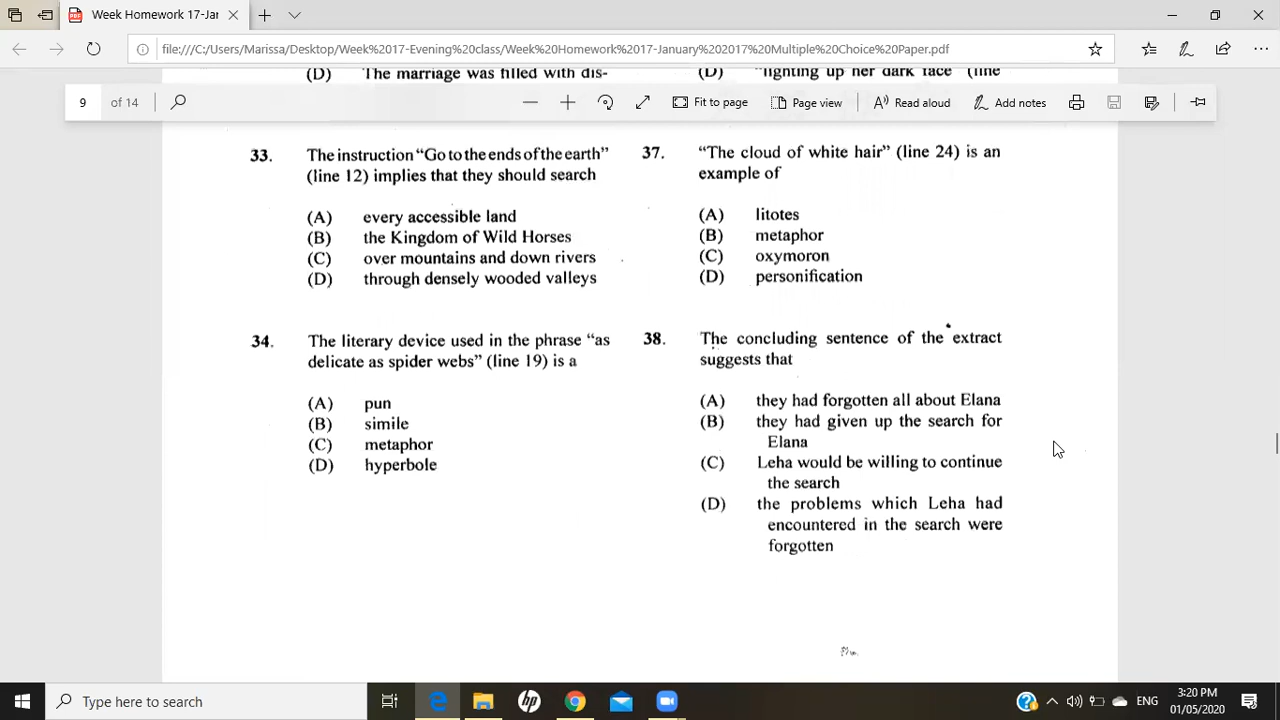 Week Homework 17-Jar
file:///C:/Users/Marissa/Desktop/Week%2017-Evening%20class/Week%20Homework%2017-January%202017%20Multiple%20Choice%20Paper.pdf
(D) The marriage was filled with dis-
(D) "lighting up her dark face (line
9 of 14
Fit to page
Page view
Read aloud
Add notes
33. The instruction “Go to the ends of the earth”
(line 12) implies that they should search
(A) every accessible land
(B) the Kingdom of Wild Horses
(C) over mountains and down rivers
(D) through densely wooded valleys
34. The literary device used in the phrase “as
delicate as spider webs” (line 19) is a
(A) pun
(B) simile
(C) metaphor
(D) hyperbole
37. “The cloud of white hair” (line 24) is an
example of
(A) litotes
(B) metaphor
(C) oxymoron
(D) personification
38. The concluding sentence of the extract
suggests that
(A) they had forgotten all about Elana
(B) they had given up the search for
Elana
(C) Leha would be willing to continue
the search
(D) the problems which Leha had
encountered in the search were
forgotten
Type here to search
hp
ENG
3:20 PM
01/05/2020